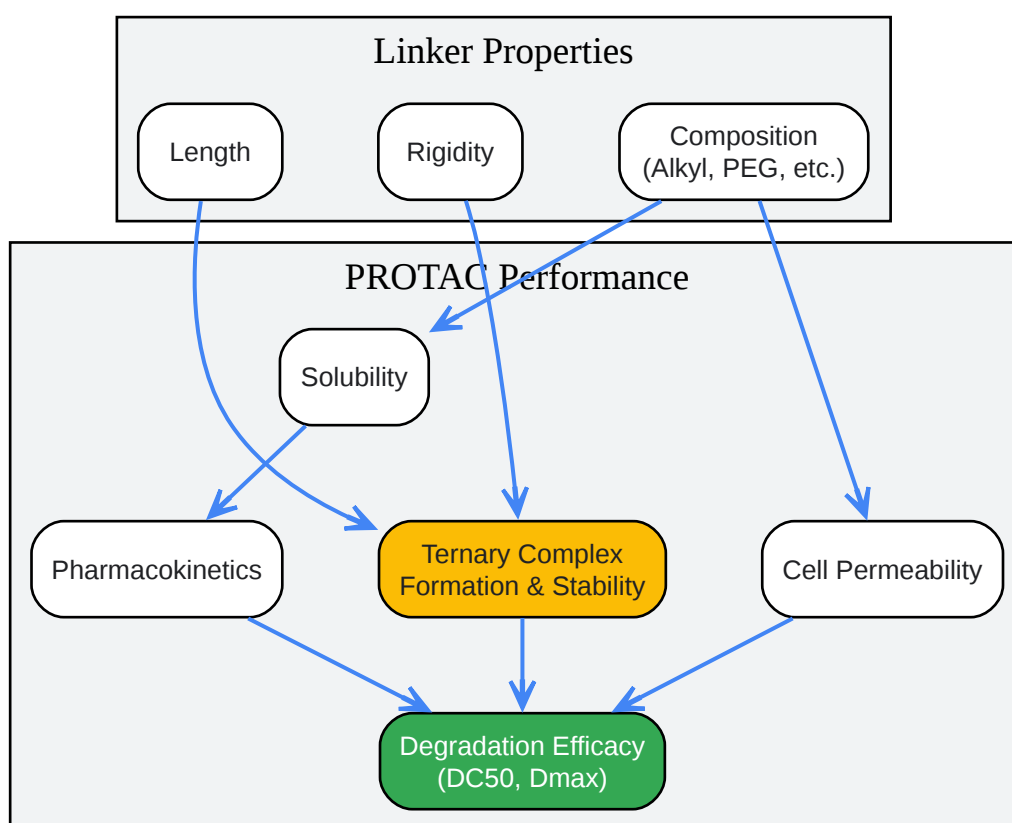 Linker Properties
Length
Rigidity
Composition
(Alkyl, PEG, etc.)
PROTAC Performance
Solubility
Pharmacokinetics
Ternary Complex
Formation & Stability
Cell Permeability
Degradation Efficacy
(DC50, Dmax)